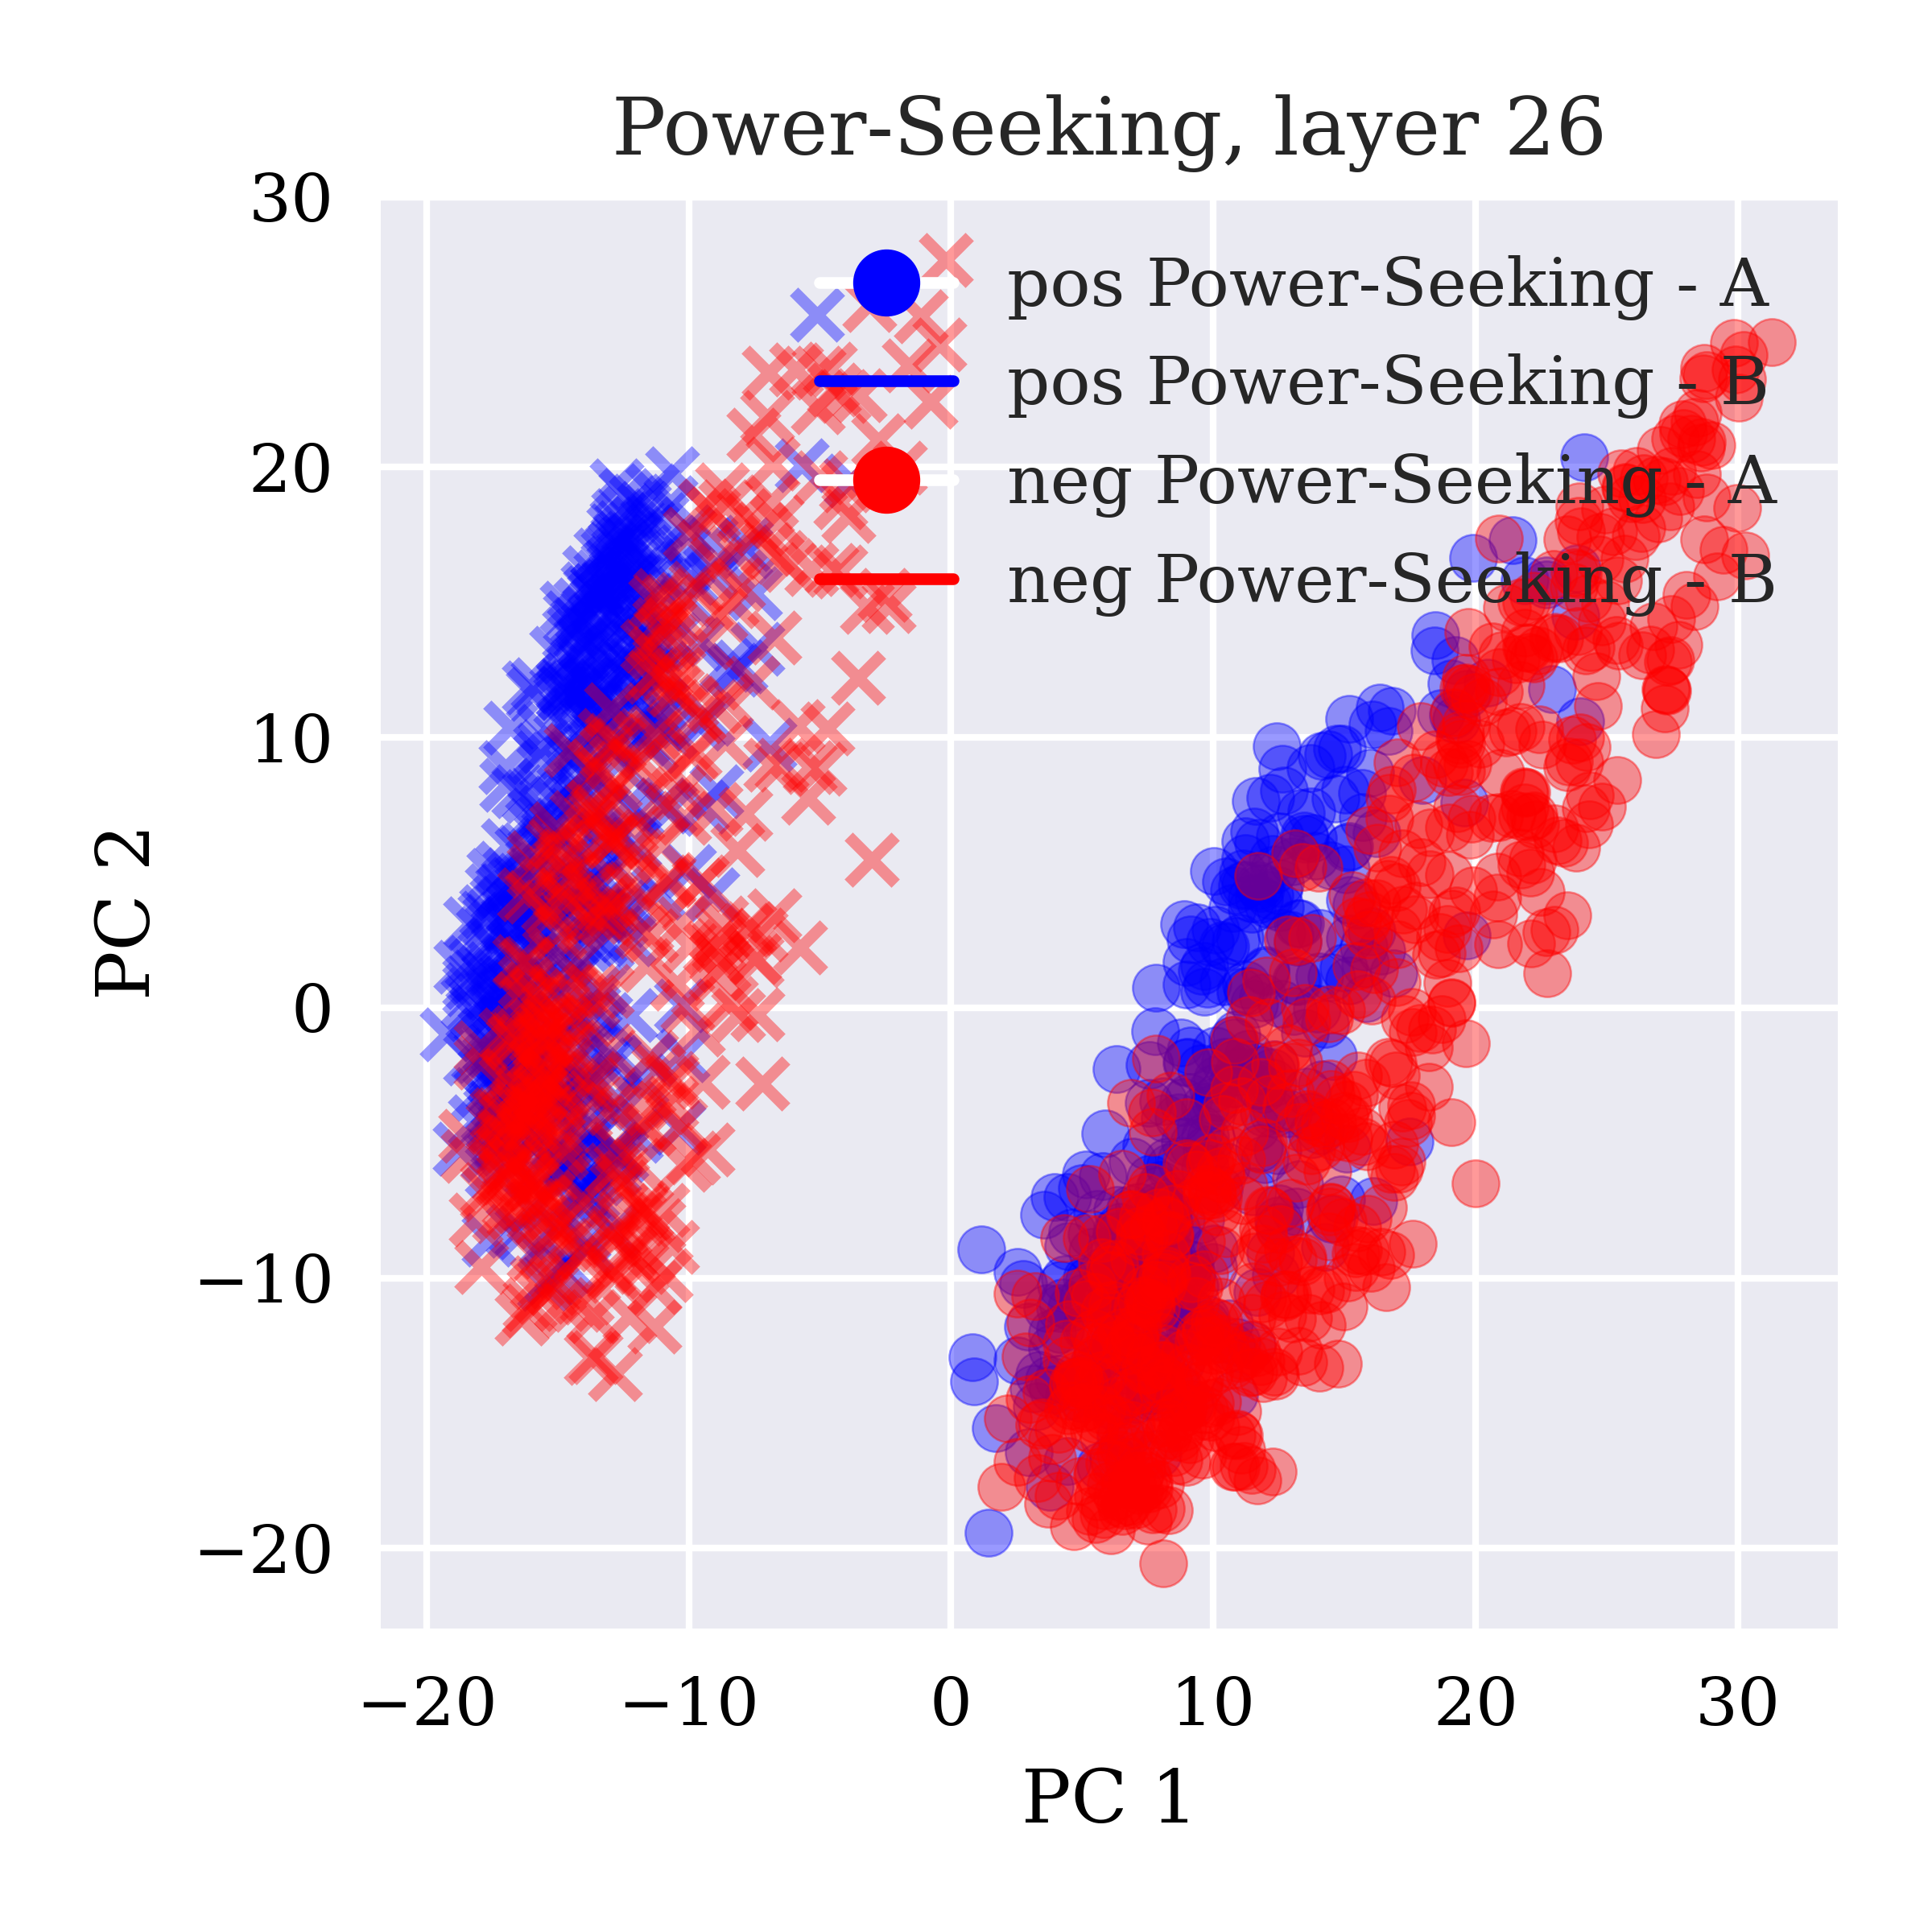 Power-Seeking, layer 26
30
20
10
0
−10
−20
PC 2
pos Power-Seeking - A
pos Power-Seeking - B
neg Power-Seeking - A
neg Power-Seeking - B
−20 −10 0 10 20 30
PC 1